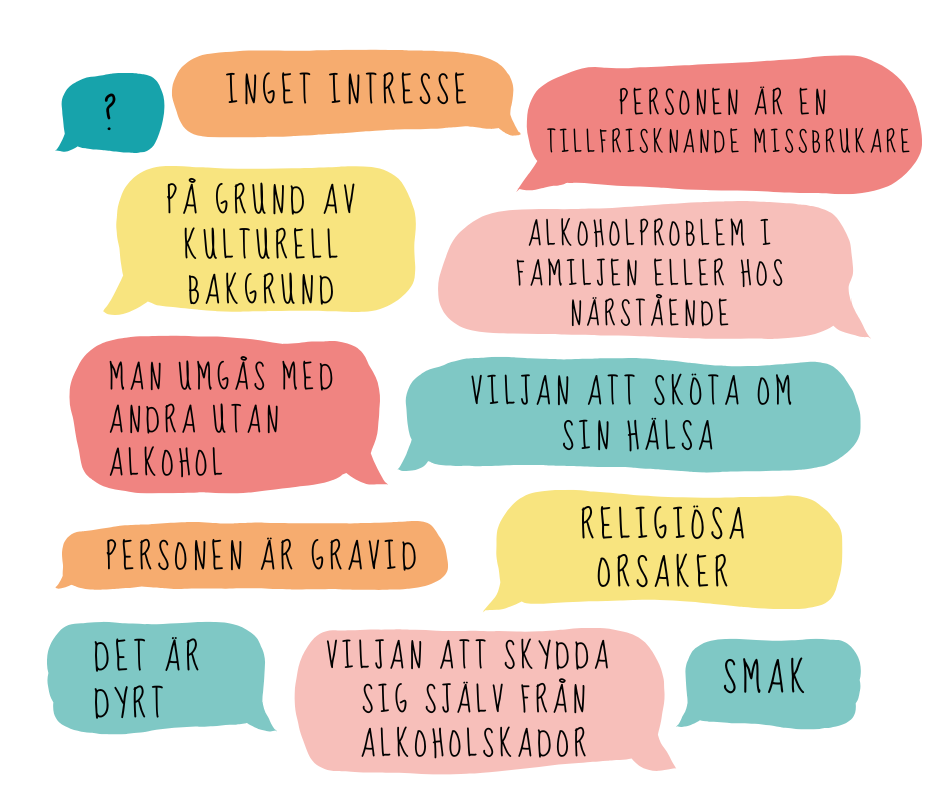 ?
INGET INTRESSE
PERSONEN ÄR EN
TILLFRISKNANDE MISSBRUKARE
PÅ GRUND AV
KULTURELL
BAKGRUND
ALKOHOLPROBLEM I
FAMILJEN ELLER HOS
NÄRSTÅENDE
MAN UMGÅS MED
ANDRA UTAN
ALKOHOL
VILJAN ATT SKÖTA OM
SIN HÄLSA
PERSONEN ÄR GRAVID
RELIGIÖSA
ORSAKER
DET ÄR
DYRT
VILJAN ATT SKYDDA
SIG SJÄLV FRÅN
ALKOHOLSKADOR
SMAK